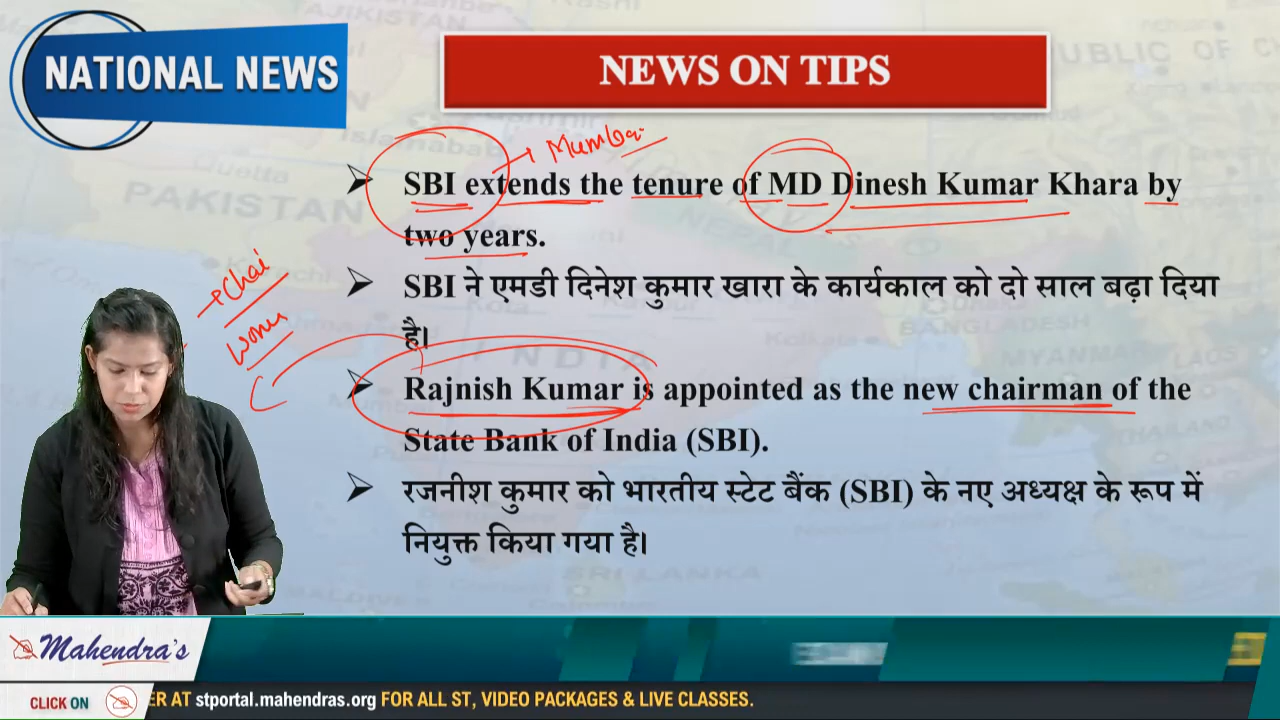 NATIONAL NEWS
NEWS ON TIPS
Mumbai
➤ SBI extends the tenure of MD Dinesh Kumar Khara by
two years.
➤ SBI ने एमडी दिनेश कुमार खारा के कार्यकाल को दो साल बढ़ा दिया
है।
Chai
➤ Rajnish Kumar is appointed as the new chairman of the
State Bank of India (SBI).
➤ रजनीश कुमार को भारतीय स्टेट बैंक (SBI) के नए अध्यक्ष के रूप में
नियुक्त किया गया है।
Mahendra's
CLICK ON
ER AT stportal.mahendras.org FOR ALL ST, VIDEO PACKAGES & LIVE CLASSES.